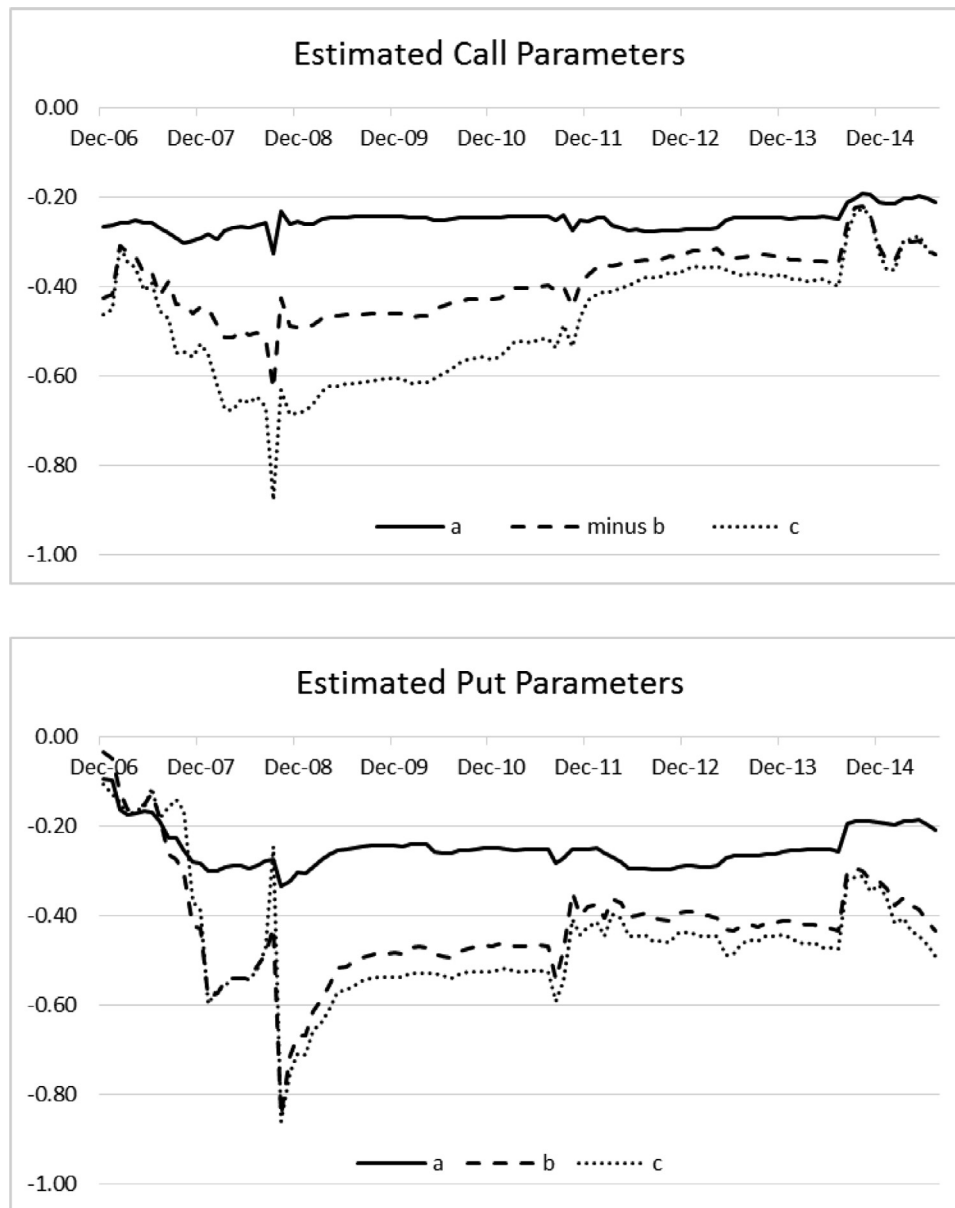 Estimated Call Parameters
0.00
Dec-06 Dec-07 Dec-08 Dec-09 Dec-10 Dec-11 Dec-12 Dec-13 Dec-14
-0.20
-0.40
-0.60
-0.80
a minus b c
-1.00
Estimated Put Parameters
0.00
Dec-06 Dec-07 Dec-08 Dec-09 Dec-10 Dec-11 Dec-12 Dec-13 Dec-14
-0.20
-0.40
-0.60
-0.80
a b c
-1.00